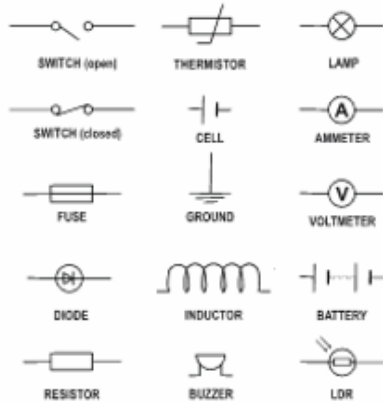 SWITCH (open) THERMISTOR LAMP
A
SWITCH (closed) CELL AMMETER
V
FUSE GROUND VOLTMETER
DIODE INDUCTOR BATTERY
RESISTOR BUZZER LDR